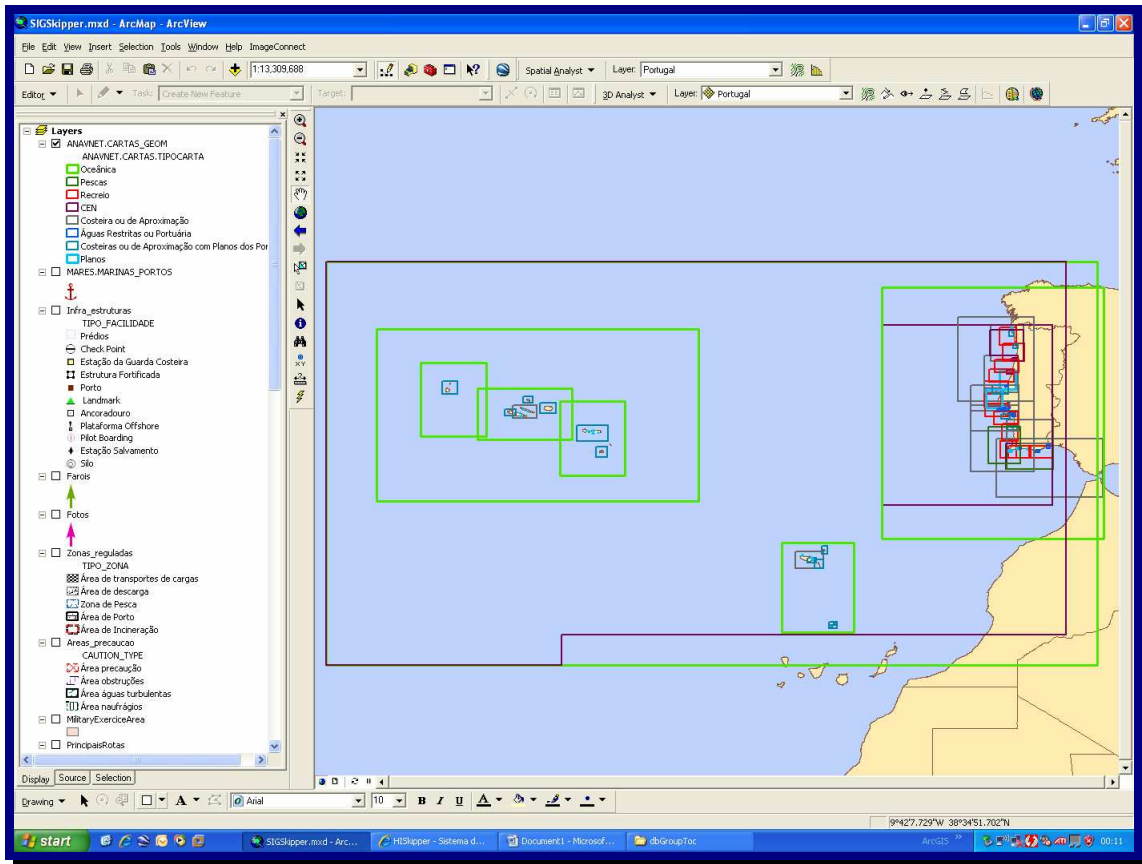 SIGSkipper.mxd - ArcMap - ArcView
File Edit View Insert Selection Tools Window Help ImageConnect
1:13,309,688 Spatial Analyst Layer: Portugal
Editor Task: Create New Feature Target: 3D Analyst Layer: Portugal
Layers
ANAVNET.CARTAS_GEOM
ANAVNET.CARTAS.TIPOCARTA
Oceânica
Pescas
Recreio
CEN
Costeira ou de Aproximação
Águas Restritas ou Portuária
Costeiras ou de Aproximação com Planos dos Por
Planos
MARES.MARINAS_PORTOS
Infra_estruturas
TIPO_FACILIDADE
Prédios
Check Point
Estação da Guarda Costeira
Estrutura Fortificada
Porto
Landmark
Ancoradouro
Plataforma Offshore
Pilot Boarding
Estação Salvamento
Silo
Farois
Fotos
Zonas_reguladas
TIPO_ZONA
Área de transportes de cargas
Área de descarga
Zona de Pesca
Área de Porto
Área de Incineração
Areas_precaucao
CAUTION_TYPE
Área precaução
Área obstruções
Área águas turbulentas
Área naufrágios
MilitaryExerciceArea
PrincipaisRotas
Display Source Selection
Drawing A Arial 10 B I U A
9°42'7.729"W 38°34'51.702"N
start SIGSkipper.mxd - Arc... HISkipper - Sistema d... Document1 - Microsof... dbGroupToc ArcGIS 00:11